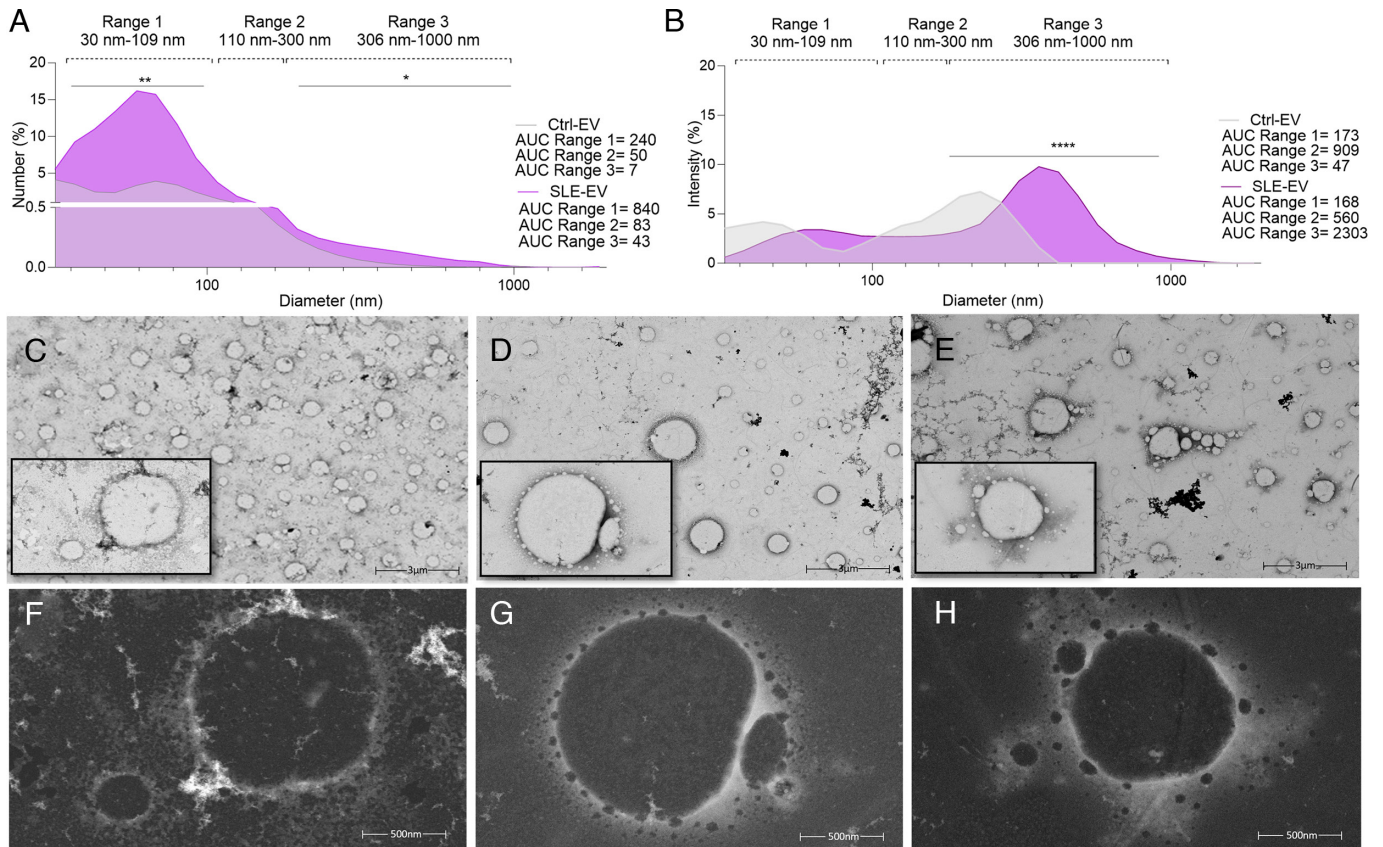 A
Range 1
30 nm-109 nm
Range 2
110 nm-300 nm
Range 3
306 nm-1000 nm
20
15
10
5
0.5
0.0
Number (%)
**
*
100
1000
Diameter (nm)
Ctrl-EV
AUC Range 1= 240
AUC Range 2= 50
AUC Range 3= 7
SLE-EV
AUC Range 1= 840
AUC Range 2= 83
AUC Range 3= 43
B
Range 1
30 nm-109 nm
Range 2
110 nm-300 nm
Range 3
306 nm-1000 nm
20
15
10
5
0
Intensity (%)
****
100
1000
Diameter (nm)
Ctrl-EV
AUC Range 1= 173
AUC Range 2= 909
AUC Range 3= 47
SLE-EV
AUC Range 1= 168
AUC Range 2= 560
AUC Range 3= 2303
C
3µm
D
3µm
E
3µm
F
500nm
G
500nm
H
500nm